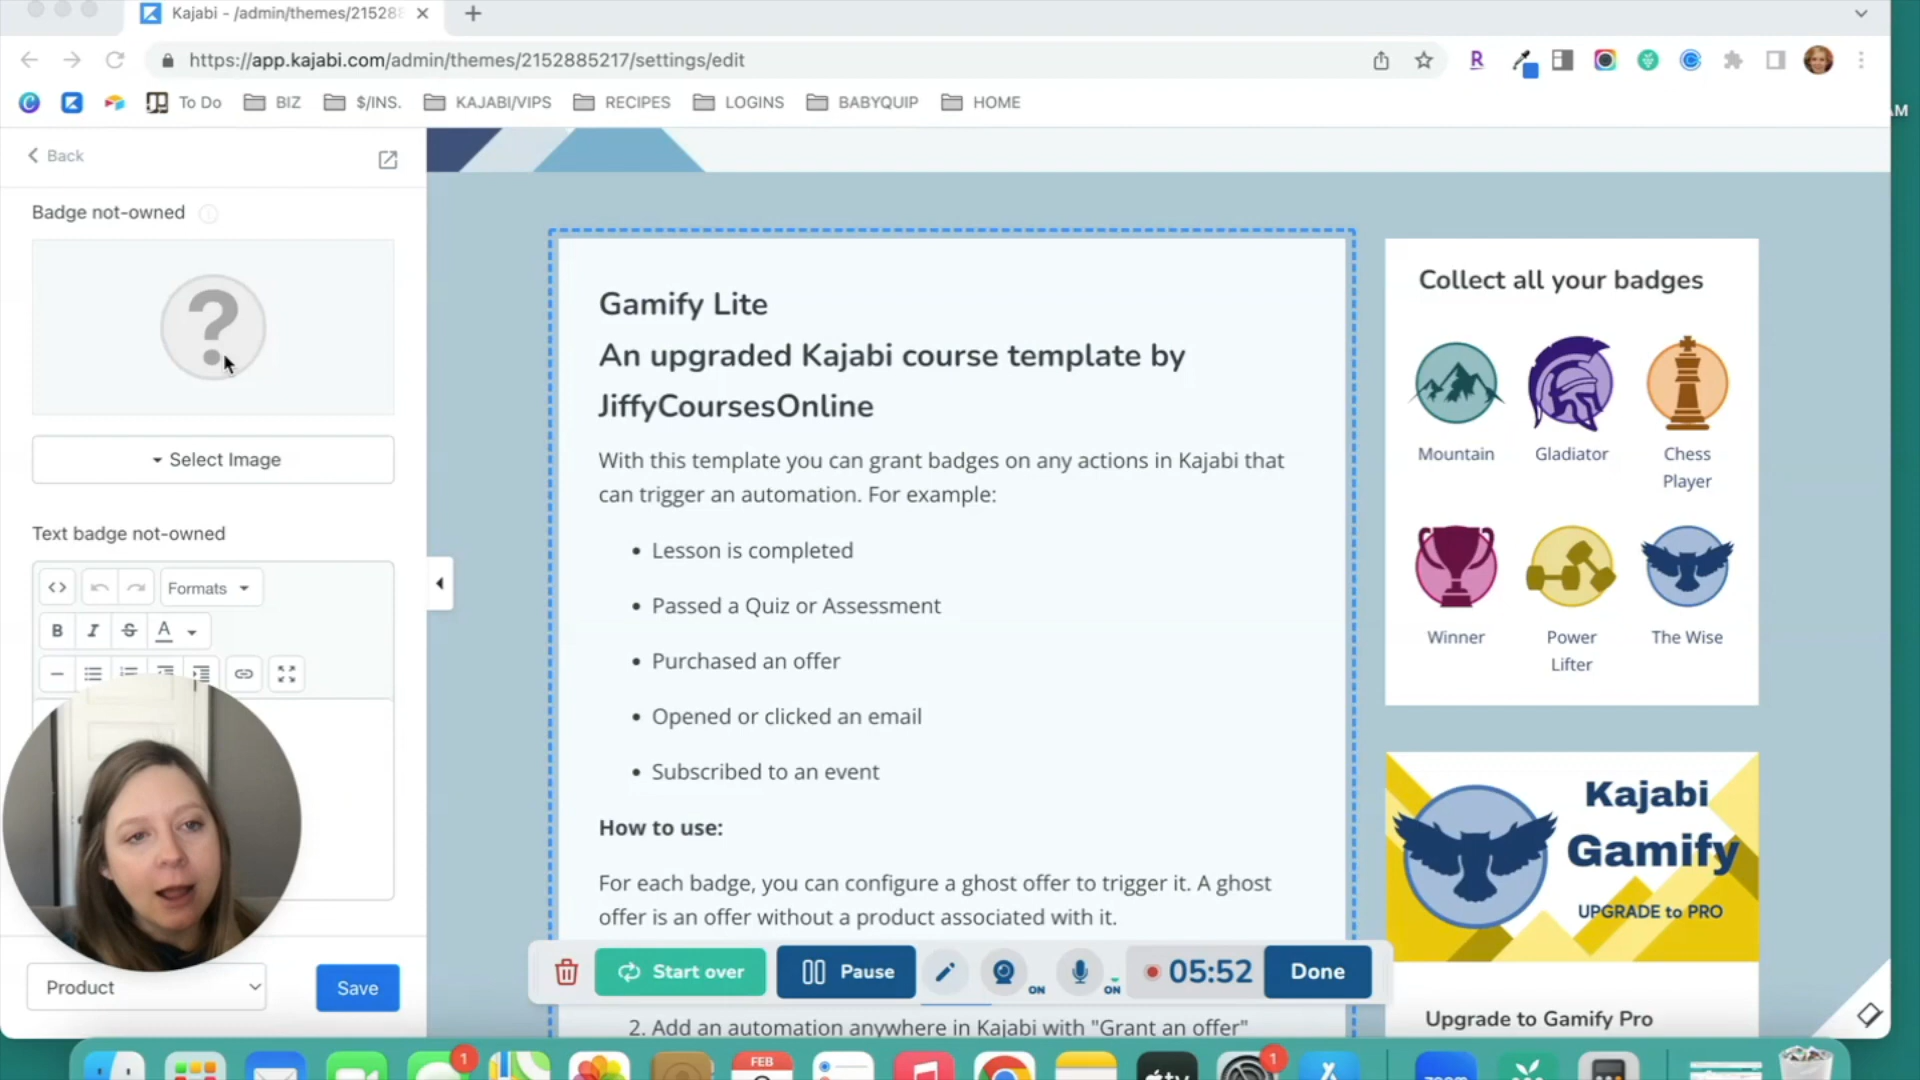 Kajabi - /admin/themes/21528
https://app.kajabi.com/admin/themes/2152885217/settings/edit
To Do
BIZ
$/INS.
KAJABI/VIPS
RECIPES
LOGINS
BABYQUIP
HOME
AM
Back
Badge not-owned
?
Select Image
Text badge not-owned
Formats
B I S A
Product
Save
Gamify Lite
An upgraded Kajabi course template by
JiffyCoursesOnline
With this template you can grant badges on any actions in Kajabi that
can trigger an automation. For example:
• Lesson is completed
• Passed a Quiz or Assessment
• Purchased an offer
• Opened or clicked an email
• Subscribed to an event
How to use:
For each badge, you can configure a ghost offer to trigger it. A ghost
offer is an offer without a product associated with it.
2. Add an automation anywhere in Kajabi with "Grant an offer"
Collect all your badges
Mountain
Gladiator
Chess
Player
Winner
Power
Lifter
The Wise
Kajabi
Gamify
UPGRADE to PRO
Upgrade to Gamify Pro
Start over
Pause
ON
ON
05:52
Done
1
FEB
tv
1
zoom